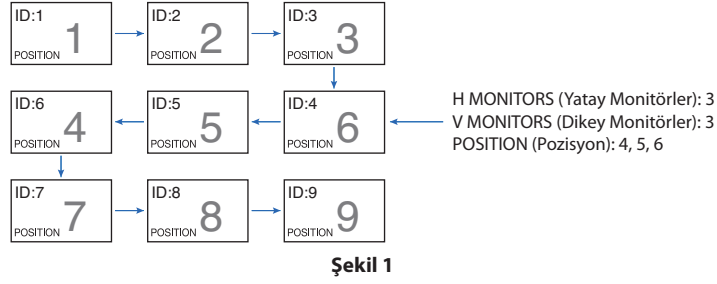 ID:1
POSITION 1
ID:2
POSITION 2
ID:3
POSITION 3
ID:6
POSITION 4
ID:5
POSITION 5
ID:4
POSITION 6
H MONITORS (Yatay Monitörler): 3
V MONITORS (Dikey Monitörler): 3
POSITION (Pozisyon): 4, 5, 6
ID:7
POSITION 7
ID:8
POSITION 8
ID:9
POSITION 9
Şekil 1